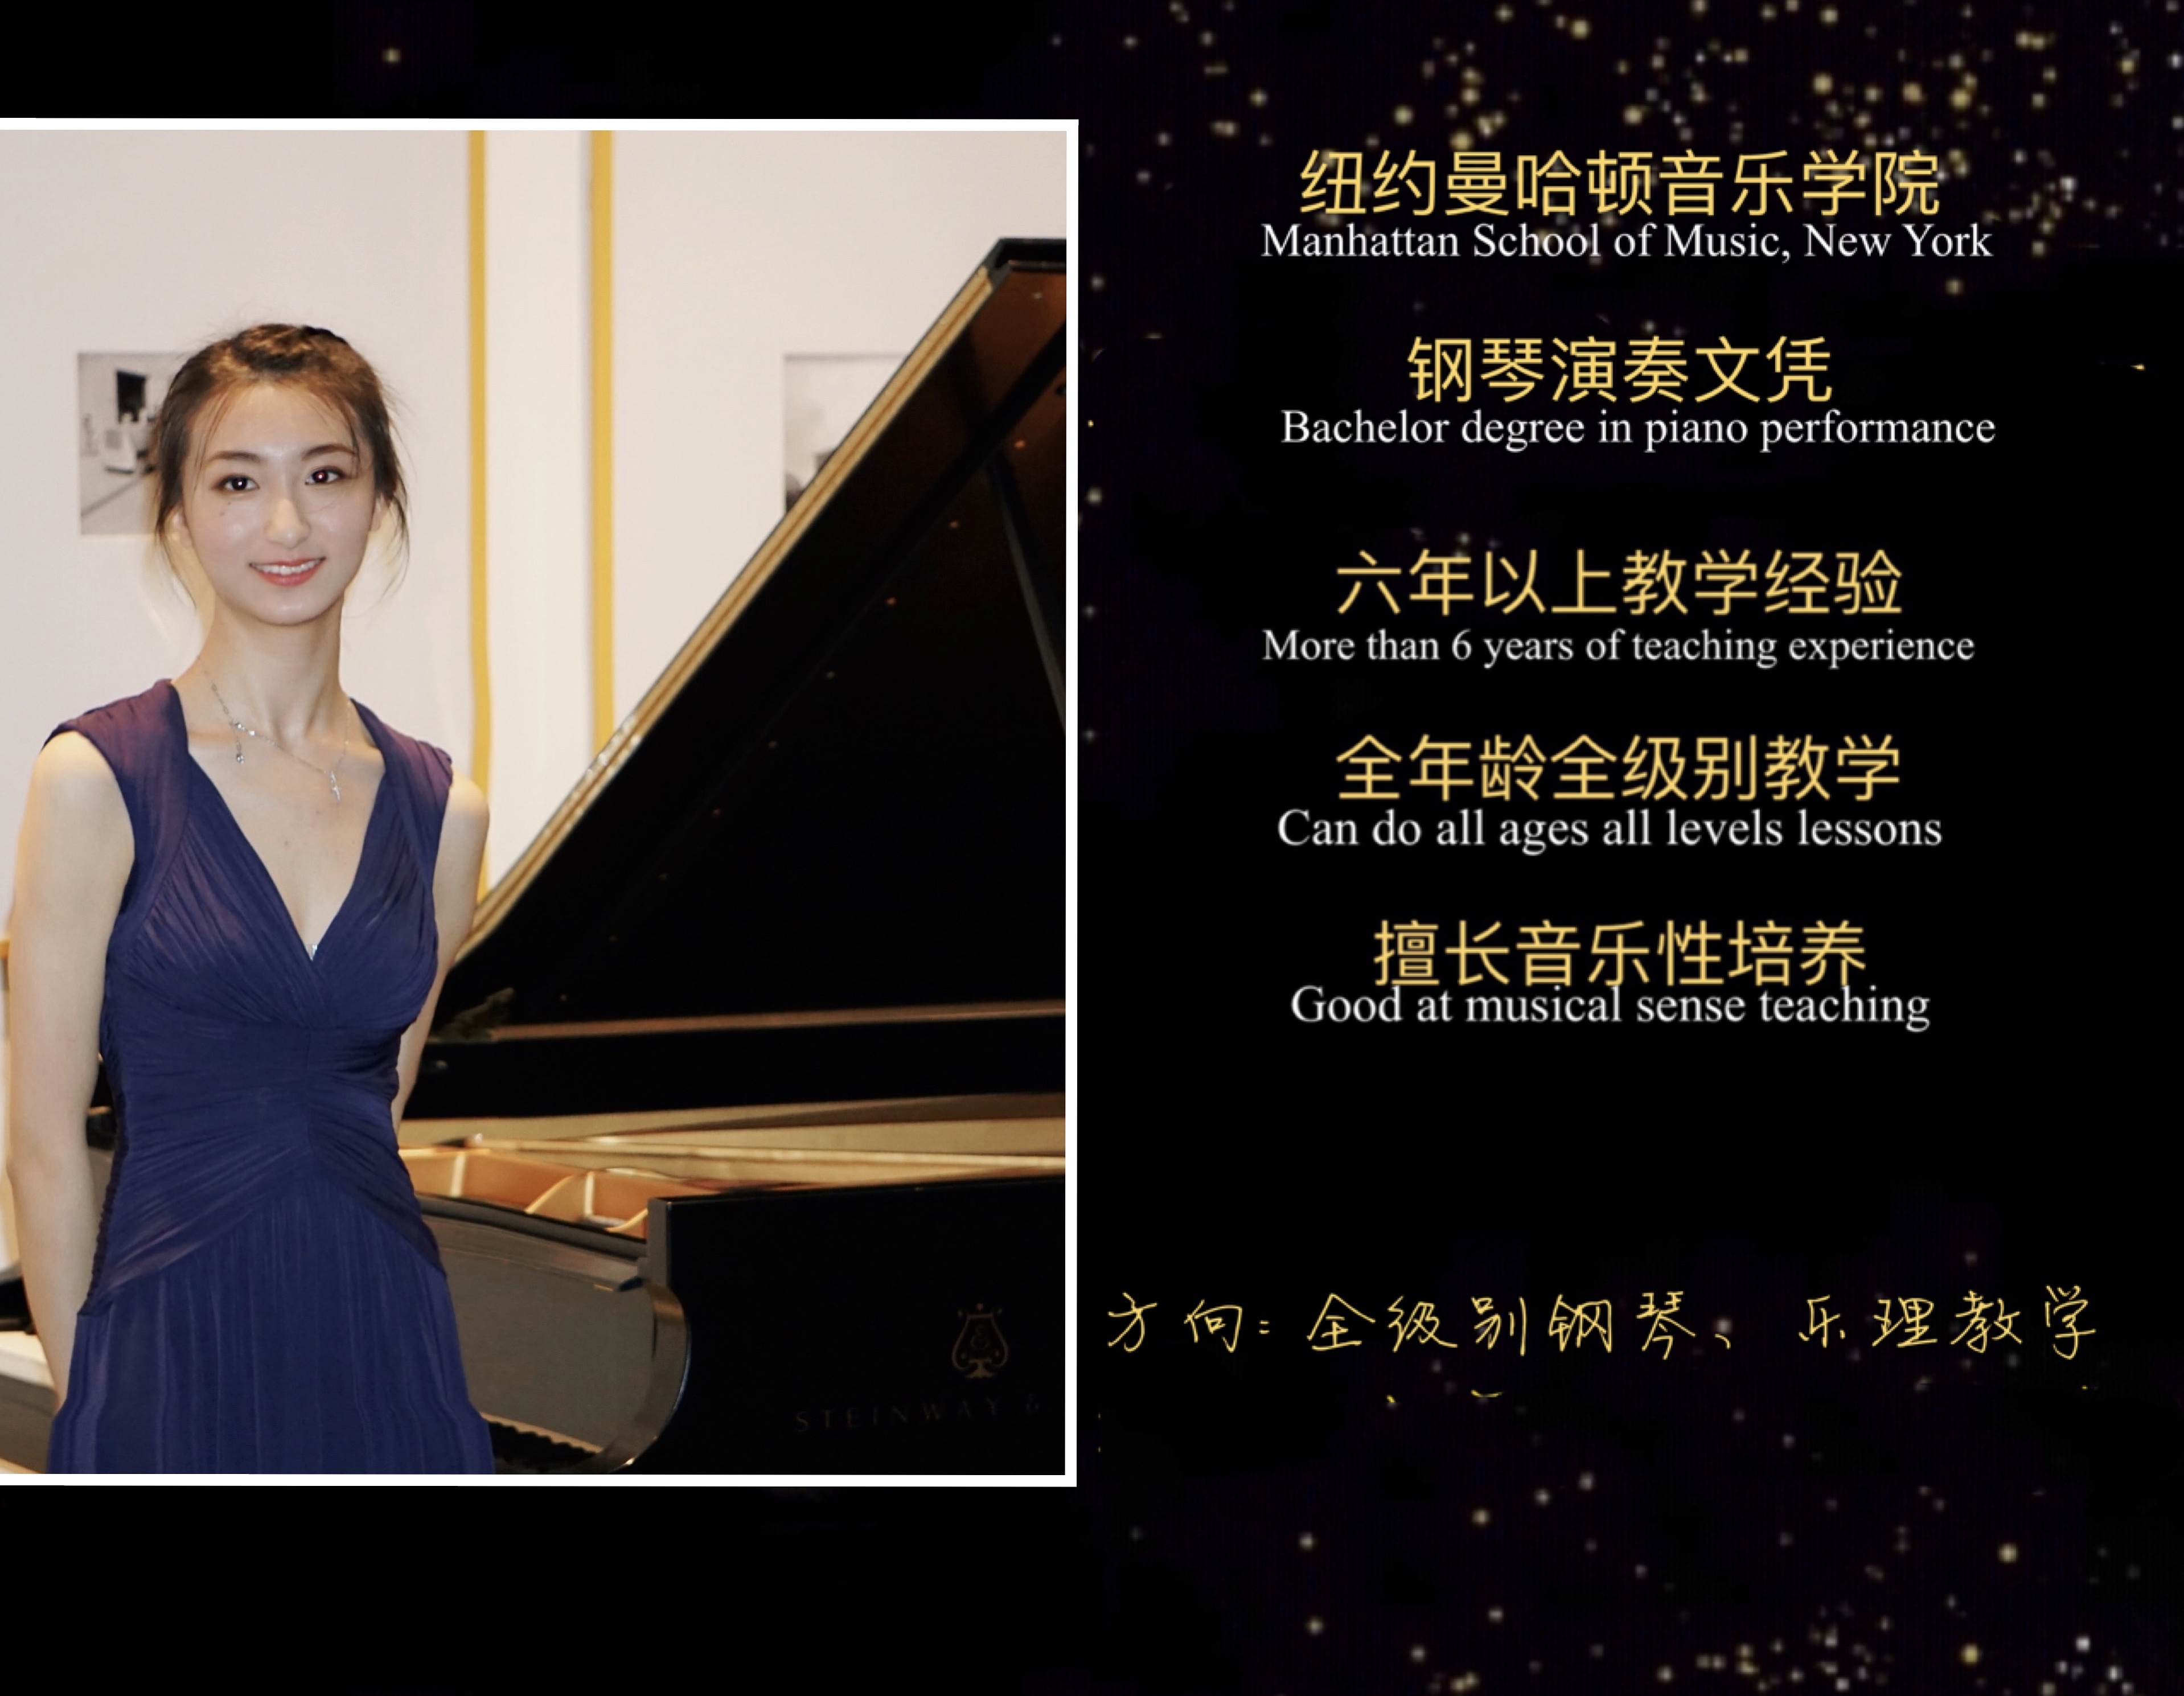 纽约曼哈顿音乐学院
Manhattan School of Music, New York
钢琴演奏文凭
Bachelor degree in piano performance
六年以上教学经验
More than 6 years of teaching experience
全年龄全级别教学
Can do all ages all levels lessons
擅长音乐性培养
Good at musical sense teaching
方向：全级别钢琴、乐理教学
STEINWAY &